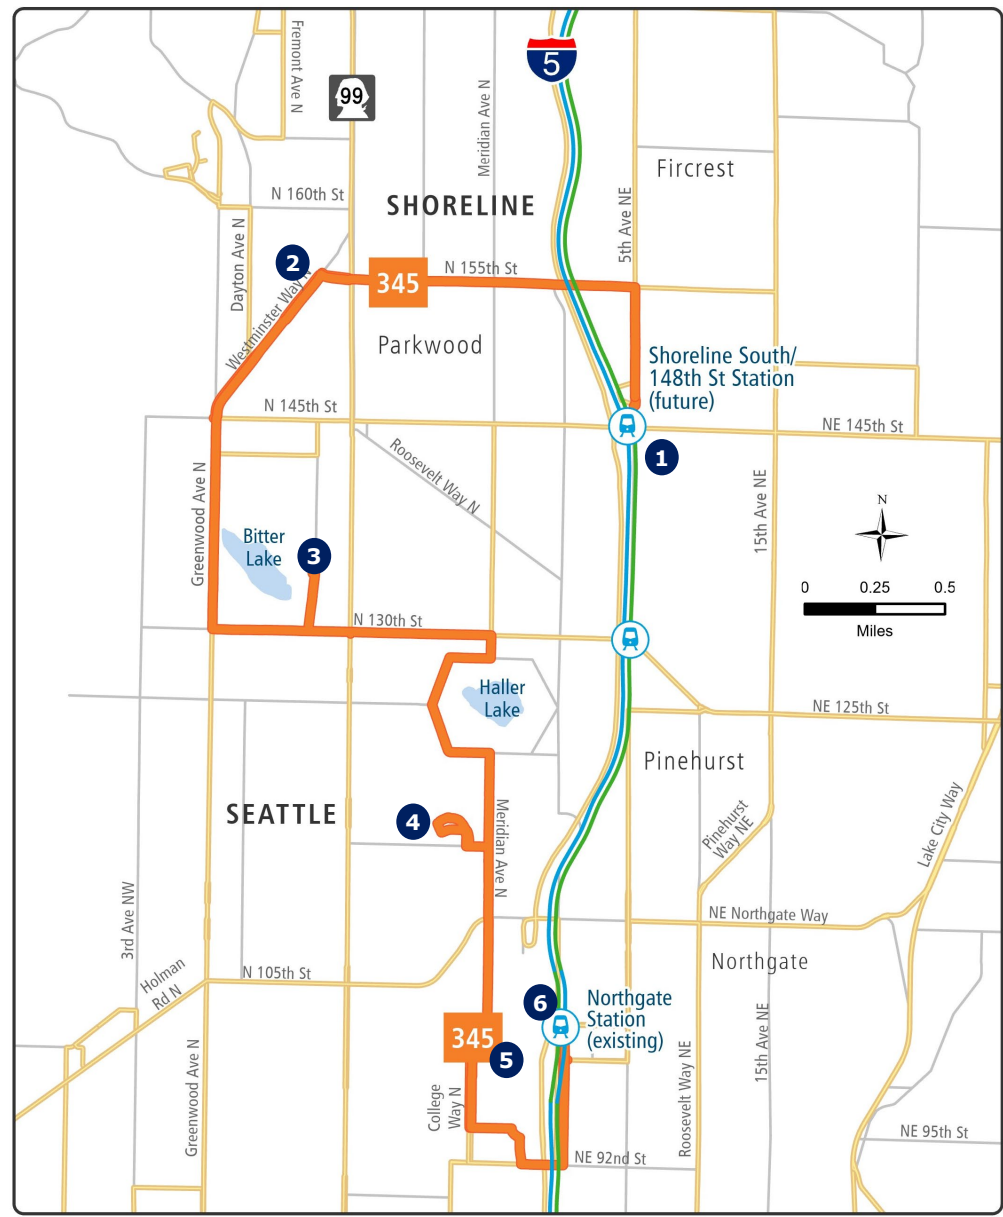 5
Fremont Ave N
99
Meridian Ave N
Fircrest
N 160th St
SHORELINE
5th Ave NE
Dayton Ave N
2
N 155th St
345
Westminster Way N
Parkwood
Shoreline South/
148th St Station
(future)
N 145th St
NE 145th St
1
Roosevelt Way N
Greenwood Ave N
15th Ave NE
N
Bitter
Lake
3
0 0.25 0.5
Miles
N 130th St
Haller
Lake
NE 125th St
Pinehurst
SEATTLE
4
Meridian Ave N
Pinehurst
Way NE
Lake City Way
3rd Ave NW
NE Northgate Way
Holman
Rd N
N 105th St
Northgate
6
Northgate
Station
(existing)
345
5
15th Ave NE
Greenwood Ave N
College
Way N
Roosevelt Way NE
NE 95th St
NE 92nd St